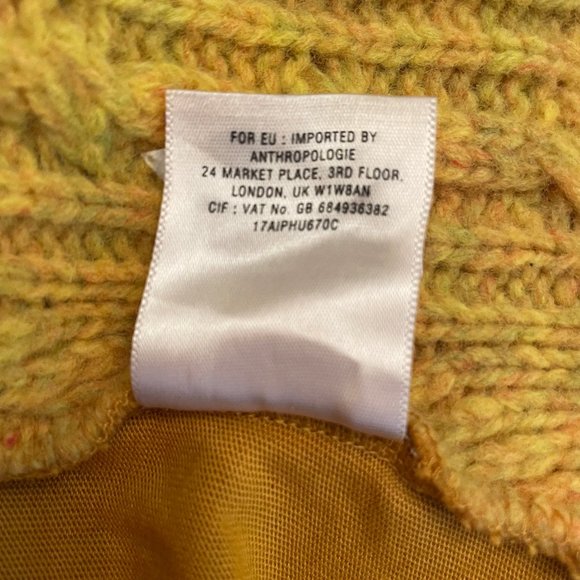 FOR EU : IMPORTED BY
ANTHROPOLOGIE
24 MARKET PLACE, 3RD FLOOR,
LONDON, UK W1W8AN
CIF : VAT No. GB 684936382
17AIPHU670C